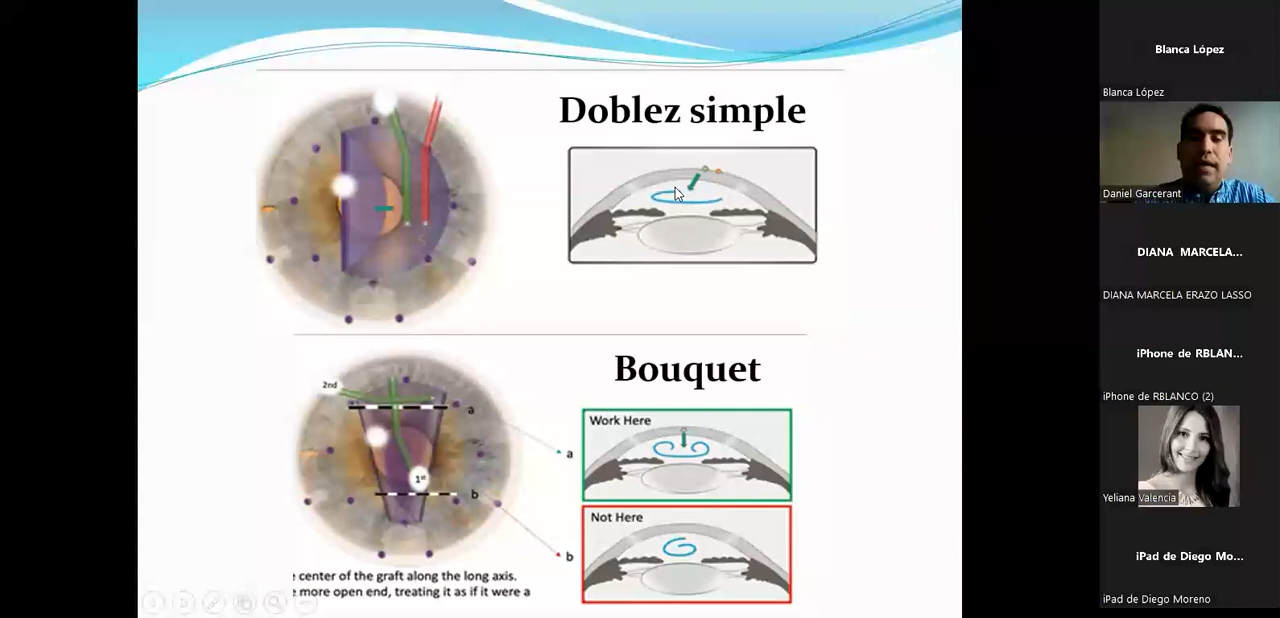 Doblez simple
S
Bouquet
2nd
a
1st
b
Work Here
a
Not Here
b
center of the graft along the long axis.
more open end, treating it as if it were a
Blanca López
Blanca López
Daniel Garcerant
DIANA MARCELA...
DIANA MARCELA ERAZO LASSO
iPhone de RBLAN...
iPhone de RBLANCO (2)
Yeliana Valencia
iPad de Diego Mo...
iPad de Diego Moreno